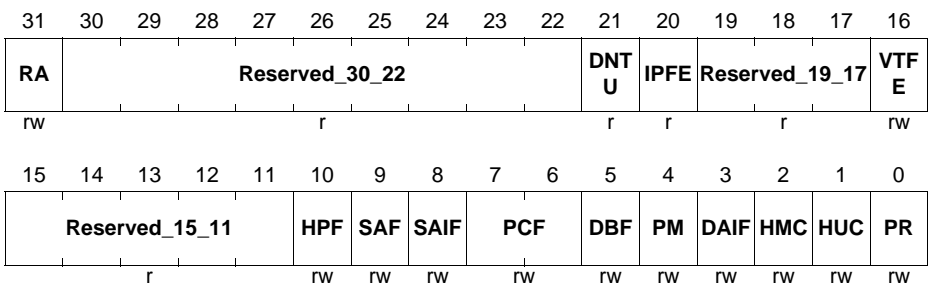 31 30 29 28 27 26 25 24 23 22 21 20 19 18 17 16
RA Reserved_30_22 DNT U IPFE Reserved_19_17 VTF E
rw r r r r rw
15 14 13 12 11 10 9 8 7 6 5 4 3 2 1 0
Reserved_15_11 HPF SAF SAIF PCF DBF PM DAIF HMC HUC PR
r rw rw rw rw rw rw rw rw rw rw